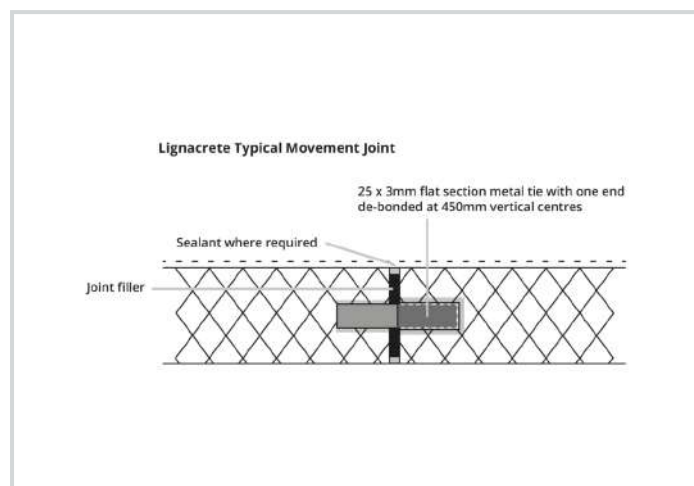 Lignacrete Typical Movement Joint
25 x 3mm flat section metal tie with one end
de-bonded at 450mm vertical centres
Sealant where required
Joint filler